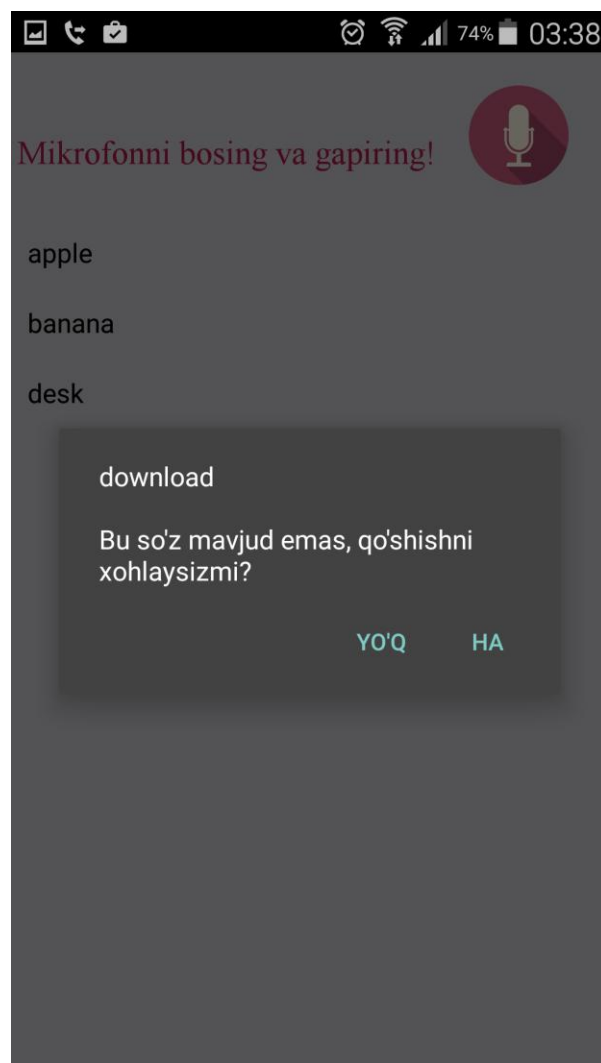 74% 03:38
Mikrofonni bosing va gapiring!
apple
banana
desk
download
Bu so'z mavjud emas, qo'shishni
xohlaysizmi?
YO'Q HA